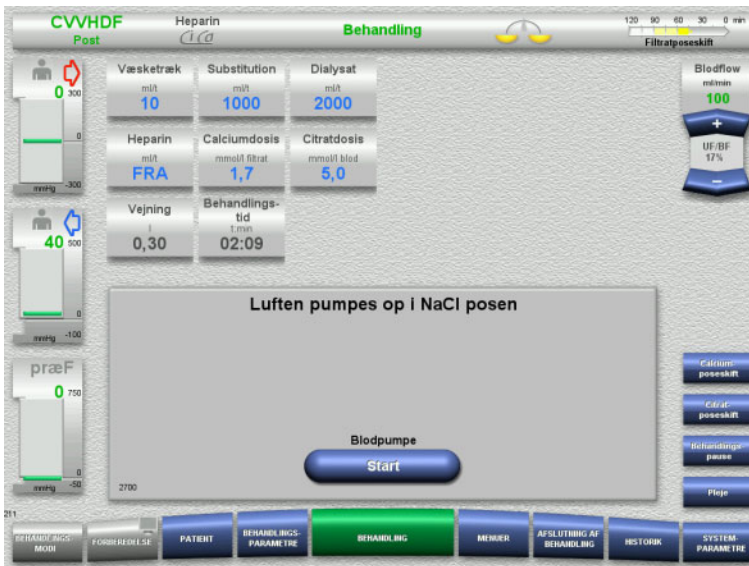 CVVHDF
Post
Heparin
CiCa
Behandling
120 90 60 30 0 min
Filtratposeskift
0 300
0
mmHg -300
Væsketræk
ml/t
10
Substitution
ml/t
1000
Dialysat
ml/t
2000
Heparin
ml/t
FRA
Calciumdosis
mmol/l filtrat
1,7
Citratdosis
mmol/l blod
5,0
Vejning
l
0,30
Behandlings-
tid
t:min
02:09
Blodflow
ml/min
100
+
UF/BF
17%
−
40 500
0
mmHg -100
præF
0 750
0
mmHg -50
Luften pumpes op i NaCl posen
Blodpumpe
Start
2700
Calcium-
poseskift
Citrat-
poseskift
Behandlings-
pause
Pleje
211
BEHANDLINGS-
MODI
FORBEREDELSE
PATIENT
BEHANDLINGS-
PARAMETRE
BEHANDLING
MENUER
AFSLUTNING AF
BEHANDLING
HISTORIK
SYSTEM-
PARAMETRE